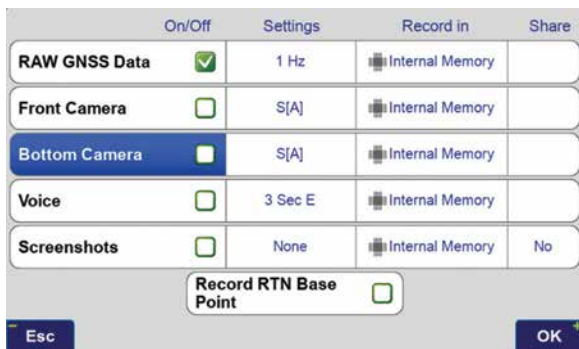 On/Off Settings Record in Share
RAW GNSS Data 1 Hz Internal Memory
Front Camera S[A] Internal Memory
Bottom Camera S[A] Internal Memory
Voice 3 Sec E Internal Memory
Screenshots None Internal Memory No
Record RTN Base
Point
Esc OK